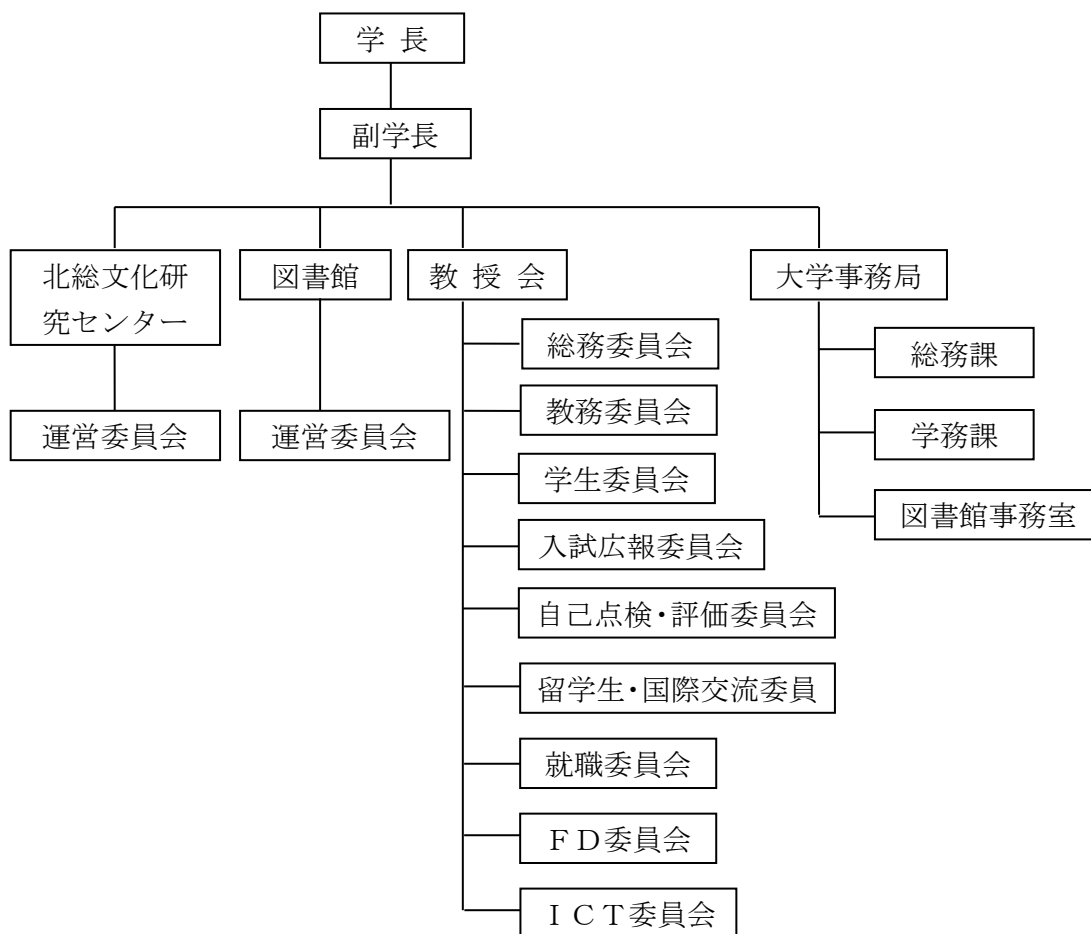 学 長
副学長
北総文化研
究センター
図書館
教 授 会
大学事務局
運営委員会
運営委員会
総務委員会
教務委員会
学生委員会
入試広報委員会
自己点検・評価委員会
留学生・国際交流委員
就職委員会
ＦＤ委員会
ＩＣＴ委員会
総務課
学務課
図書館事務室